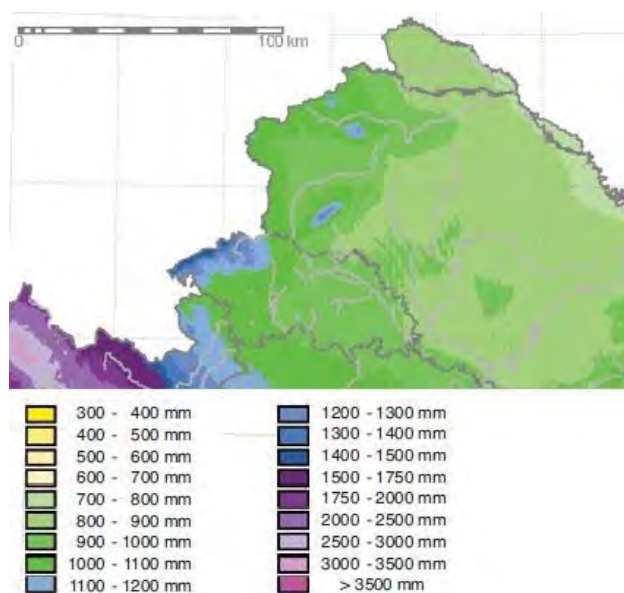 0 100 km
300 - 400 mm
400 - 500 mm
500 - 600 mm
600 - 700 mm
700 - 800 mm
800 - 900 mm
900 - 1000 mm
1000 - 1100 mm
1100 - 1200 mm
1200 - 1300 mm
1300 - 1400 mm
1400 - 1500 mm
1500 - 1750 mm
1750 - 2000 mm
2000 - 2500 mm
2500 - 3000 mm
3000 - 3500 mm
> 3500 mm